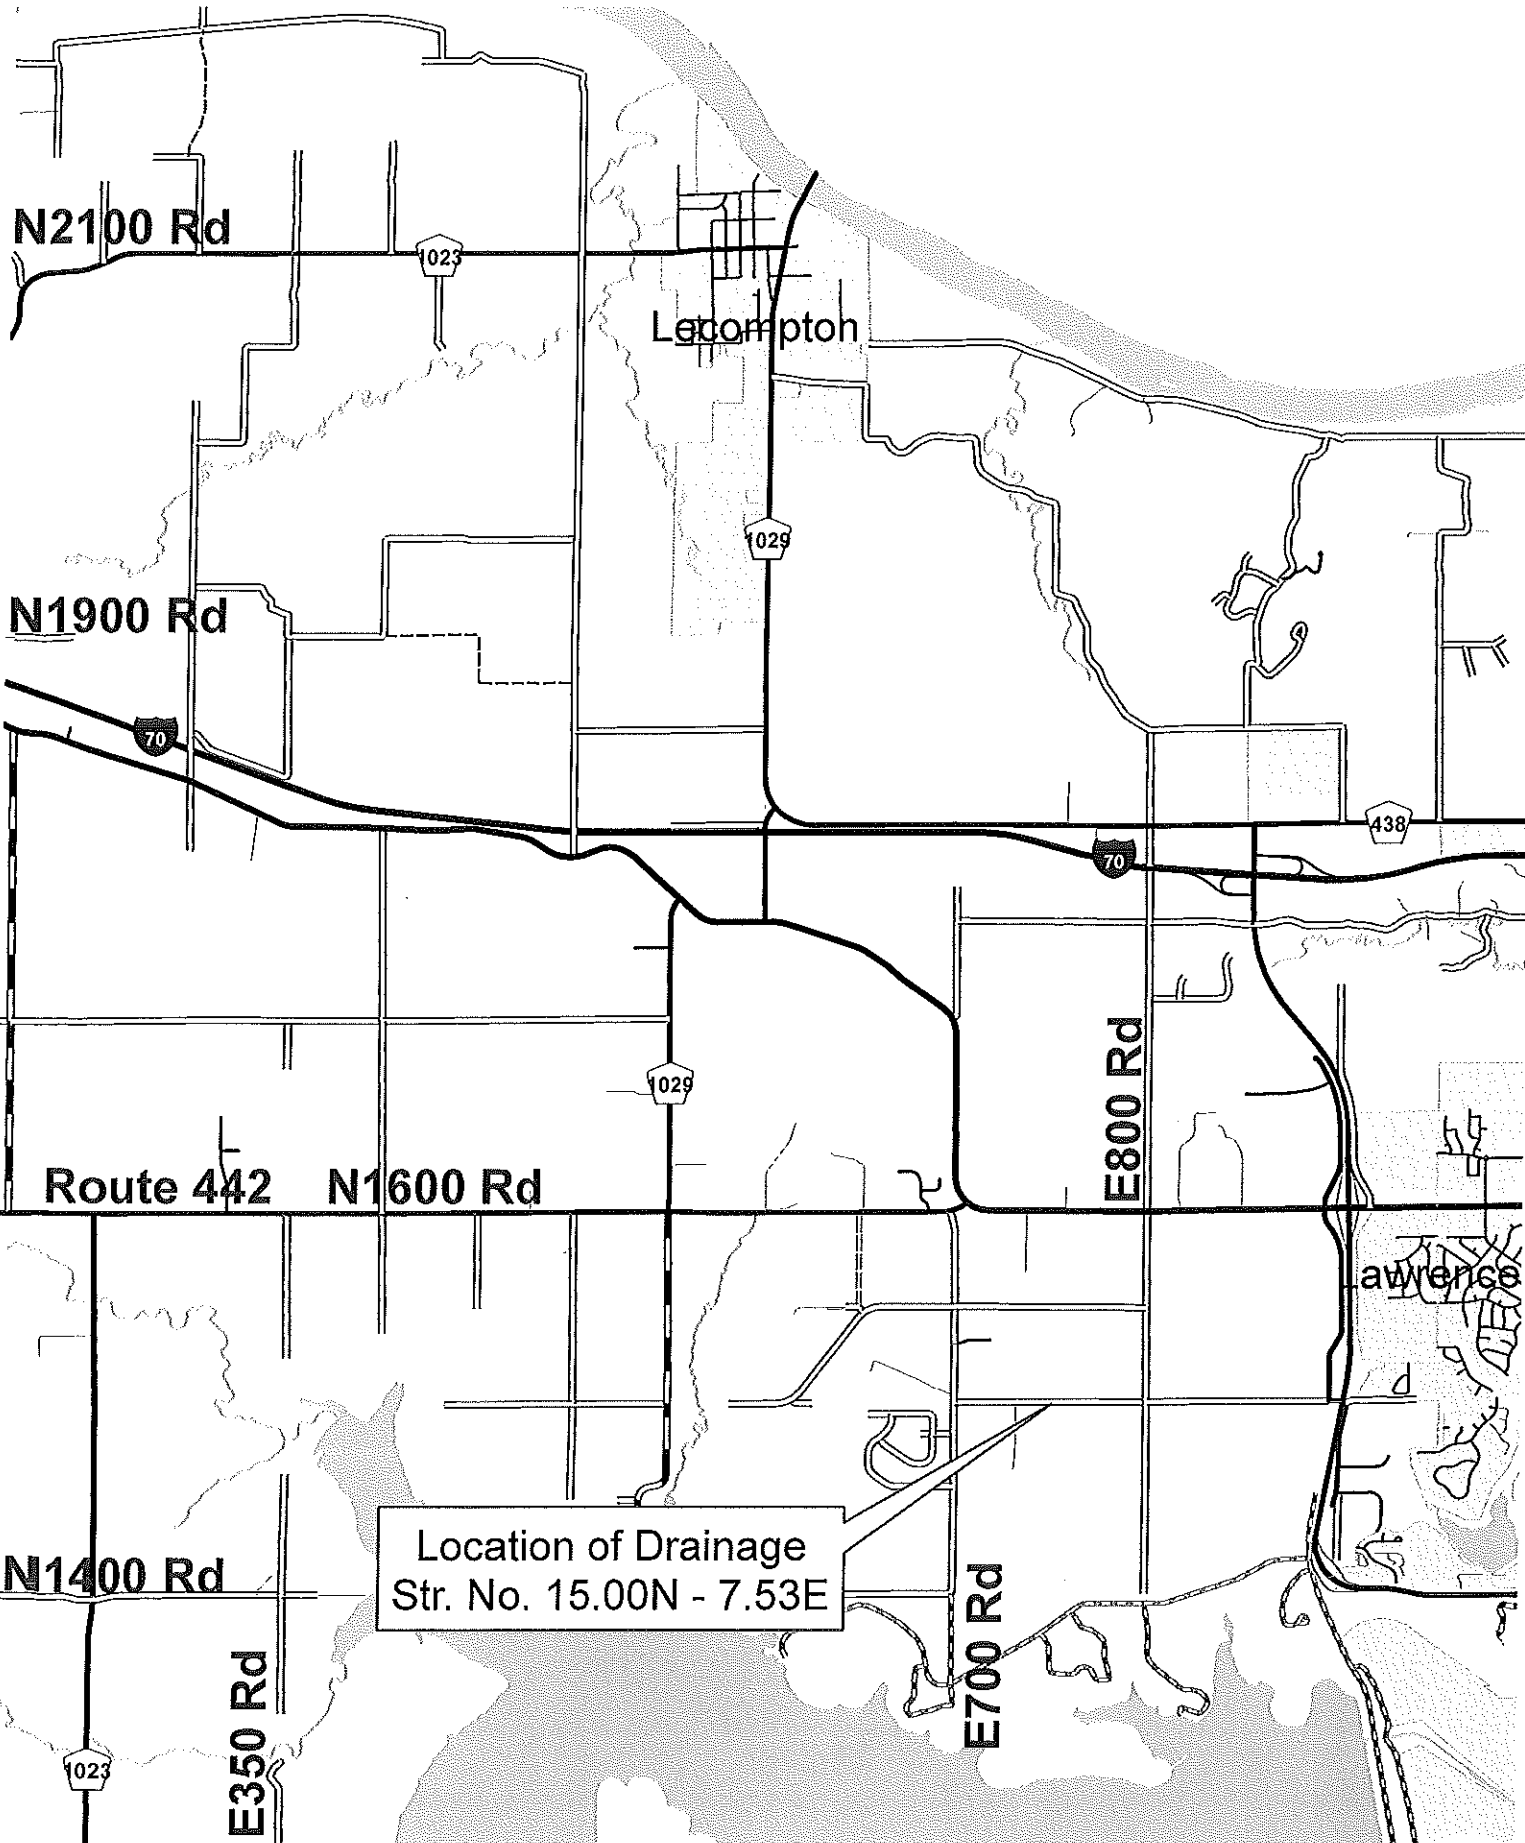 N2100 Rd
1023
Lecompton
1029
N1900 Rd
70
438
70
1029
E800 Rd
Route 442 N1600 Rd
Lawrence
Location of Drainage
Str. No. 15.00N - 7.53E
N1400 Rd
E700 Rd
E350 Rd
1023